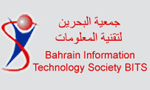 جمعية البحرين
لتقنية المعلومات
Bahrain Information
Technology Society BITS